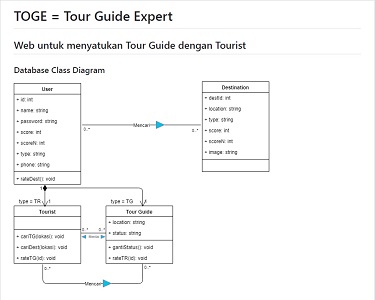 TOGE = Tour Guide Expert
Web untuk menyatukan Tour Guide dengan Tourist
Database Class Diagram
User
+ id: int
+ name: string
+ password: string
+ score: int
+ scoreN: int
+ type: string
+ phone: string
+ rateDest(): void
Destination
+ destId: int
+ location: string
+ type: string
+ score: int
+ scoreN: int
+ image: string
0..*
Mencari
0..*
1
type = TR
1
type = TG
Tourist
+ cariTG(lokasi): void
+ cariDest(lokasi): void
+ rateTG(id): void
0..*
0..*
Tour Guide
+ location: string
+ status: string
+ gantiStatus(): void
+ rateTR(id): void
0..*
Mencari
0..*